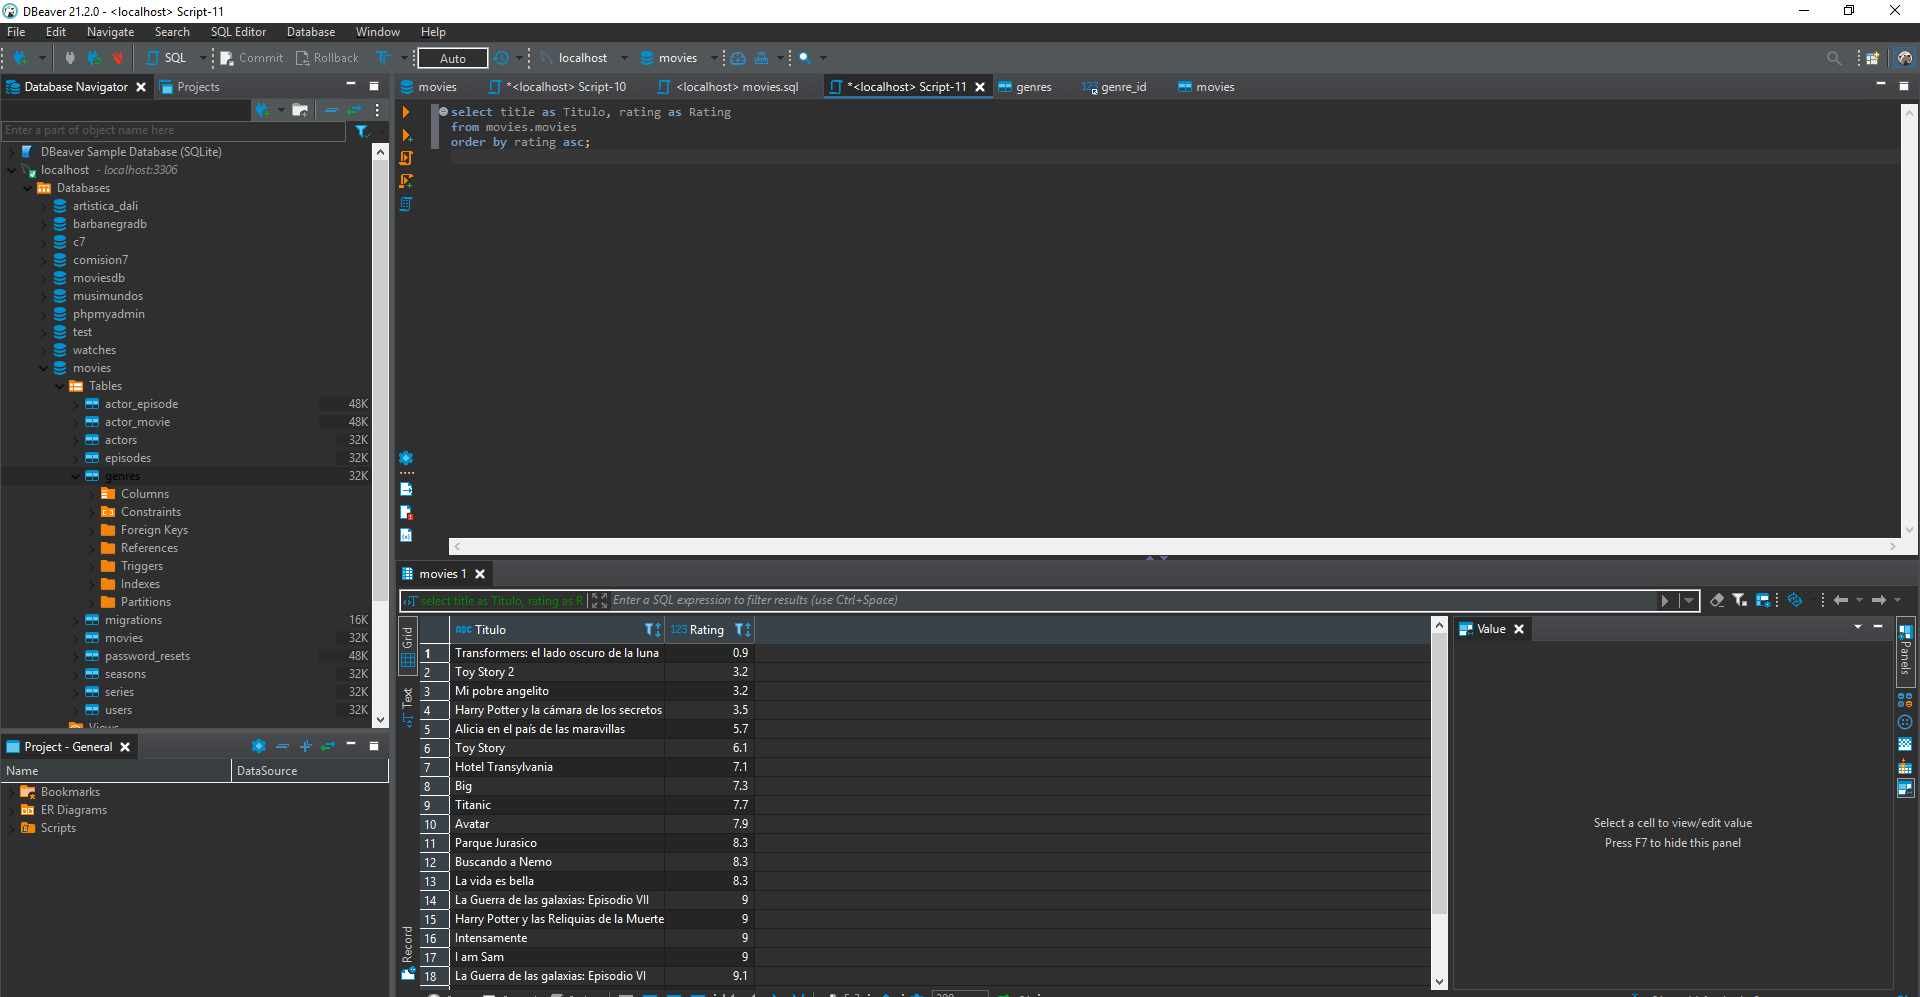 DBeaver 21.2.0 - <localhost> Script-11
File Edit Navigate Search SQL Editor Database Window Help
SQL Commit Rollback Auto localhost movies
Database Navigator Projects
Enter a part of object name here
DBeaver Sample Database (SQLite)
localhost - localhost:3306
Databases
artistica_dali
barbanegradb
c7
comision7
moviesdb
musimundos
phpmyadmin
test
watches
movies
Tables
actor_episode 48K
actor_movie 48K
actors 32K
episodes 32K
genres 32K
Columns
Constraints
Foreign Keys
References
Triggers
Indexes
Partitions
migrations 16K
movies 32K
password_resets 48K
seasons 32K
series 32K
users 32K
Views
Project - General
Name DataSource
Bookmarks
ER Diagrams
Scripts
movies *<localhost> Script-10 <localhost> movies.sql *<localhost> Script-11 genres 123 genre_id movies
select title as Titulo, rating as Rating
from movies.movies
order by rating asc;
movies 1
select title as Titulo, rating as R Enter a SQL expression to filter results (use Ctrl+Space)
Grid
Text
Record
ABC Titulo 123 Rating
1 Transformers: el lado oscuro de la luna 0.9
2 Toy Story 2 3.2
3 Mi pobre angelito 3.2
4 Harry Potter y la cámara de los secretos 3.5
5 Alicia en el país de las maravillas 5.7
6 Toy Story 6.1
7 Hotel Transylvania 7.1
8 Big 7.3
9 Titanic 7.7
10 Avatar 7.9
11 Parque Jurasico 8.3
12 Buscando a Nemo 8.3
13 La vida es bella 8.3
14 La Guerra de las galaxias: Episodio VII 9
15 Harry Potter y las Reliquias de la Muerte 9
16 Intensamente 9
17 I am Sam 9
18 La Guerra de las galaxias: Episodio VI 9.1
Value
Select a cell to view/edit value
Press F7 to hide this panel
Panels